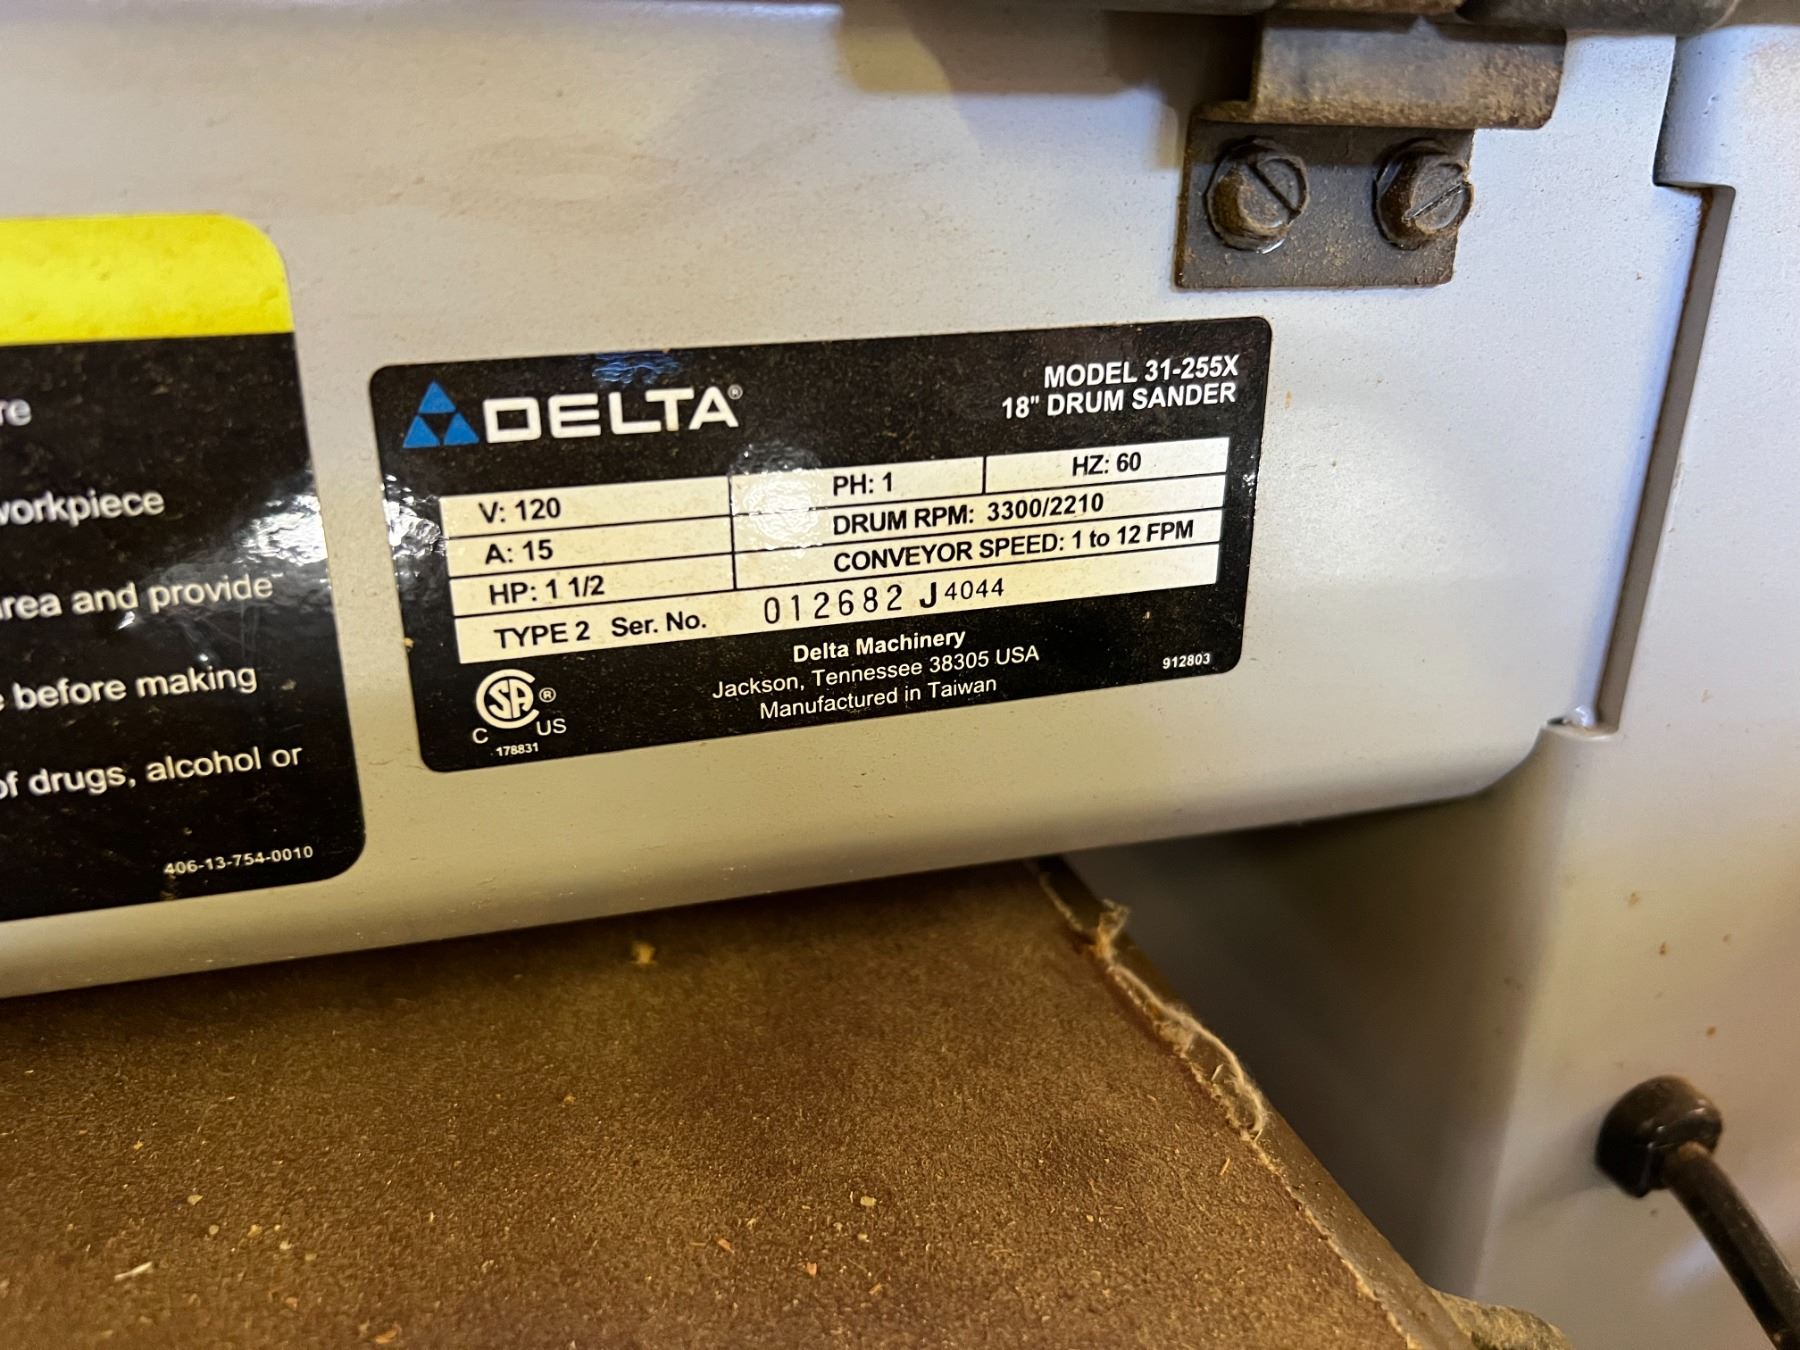 re
workpiece
area and provide
before making
of drugs, alcohol or
406-13-754-0010
DELTA®
MODEL 31-255X
18" DRUM SANDER
V: 120
PH: 1
HZ: 60
A: 15
DRUM RPM: 3300/2210
HP: 1 1/2
CONVEYOR SPEED: 1 to 12 FPM
TYPE 2 Ser. No. 012682 J4044
Delta Machinery
Jackson, Tennessee 38305 USA
Manufactured in Taiwan
912803
SA ®
C US
178831